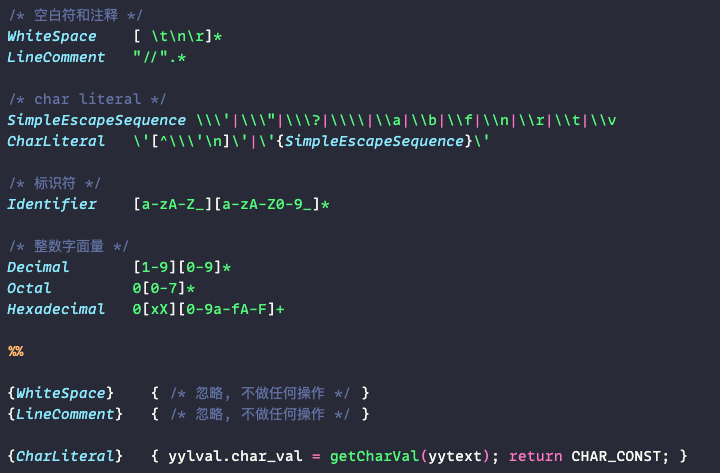 /* 空白符和注释 */
WhiteSpace    [ \t\n\r]*
LineComment   "//".*

/* char literal */
SimpleEscapeSequence \\\'|\\\"|\\\?|\\\\|\\a|\\b|\\f|\\n|\\r|\\t|\\v
CharLiteral   \'[^\\\'\n]\'|\'{SimpleEscapeSequence}\'

/* 标识符 */
Identifier    [a-zA-Z_][a-zA-Z0-9_]*

/* 整数字面量 */
Decimal       [1-9][0-9]*
Octal         0[0-7]*
Hexadecimal   0[xX][0-9a-fA-F]+

%%

{WhiteSpace}    { /* 忽略, 不做任何操作 */ }
{LineComment}   { /* 忽略, 不做任何操作 */ }

{CharLiteral}   { yylval.char_val = getCharVal(yytext); return CHAR_CONST; }